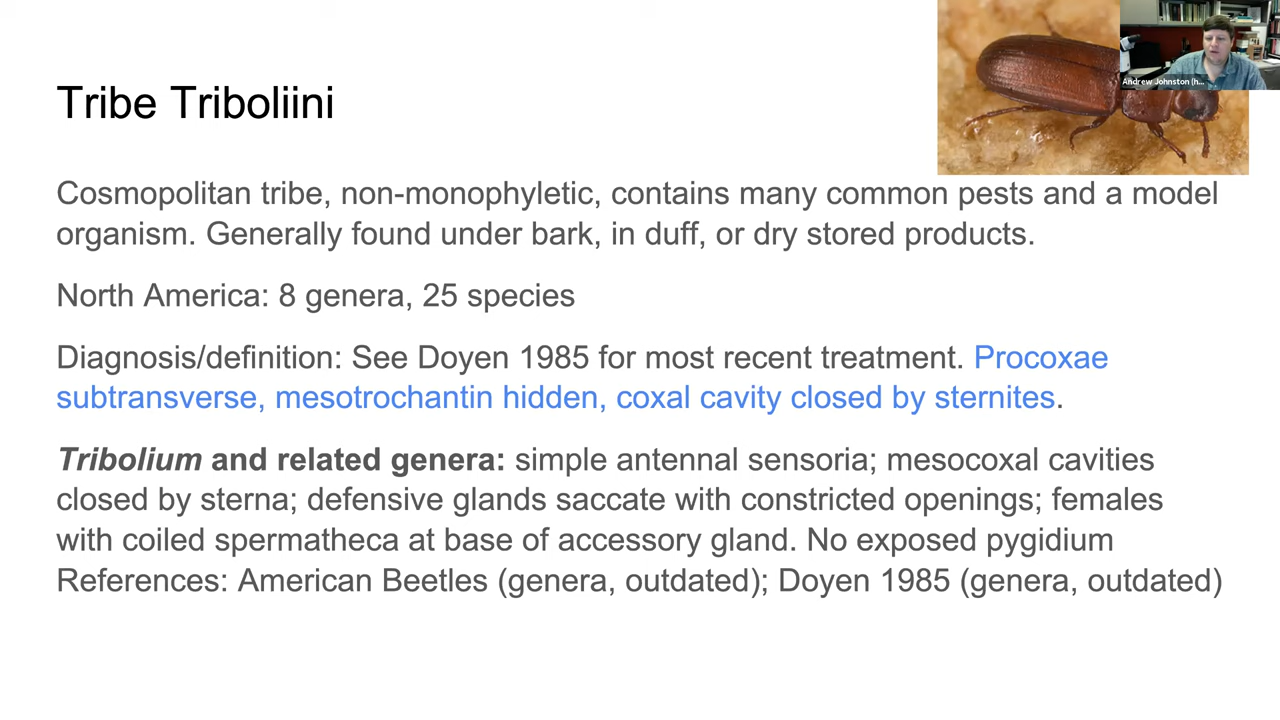 Andrew Johnston (h...
Tribe Triboliini
Cosmopolitan tribe, non-monophyletic, contains many common pests and a model
organism. Generally found under bark, in duff, or dry stored products.
North America: 8 genera, 25 species
Diagnosis/definition: See Doyen 1985 for most recent treatment. Procoxae
subtransverse, mesotrochantin hidden, coxal cavity closed by sternites.
Tribolium and related genera: simple antennal sensoria; mesocoxal cavities
closed by sterna; defensive glands saccate with constricted openings; females
with coiled spermatheca at base of accessory gland. No exposed pygidium
References: American Beetles (genera, outdated); Doyen 1985 (genera, outdated)